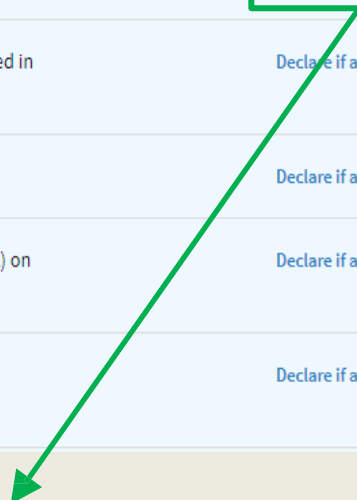 ed in Declare if a
Declare if a
) on Declare if a
Declare if a